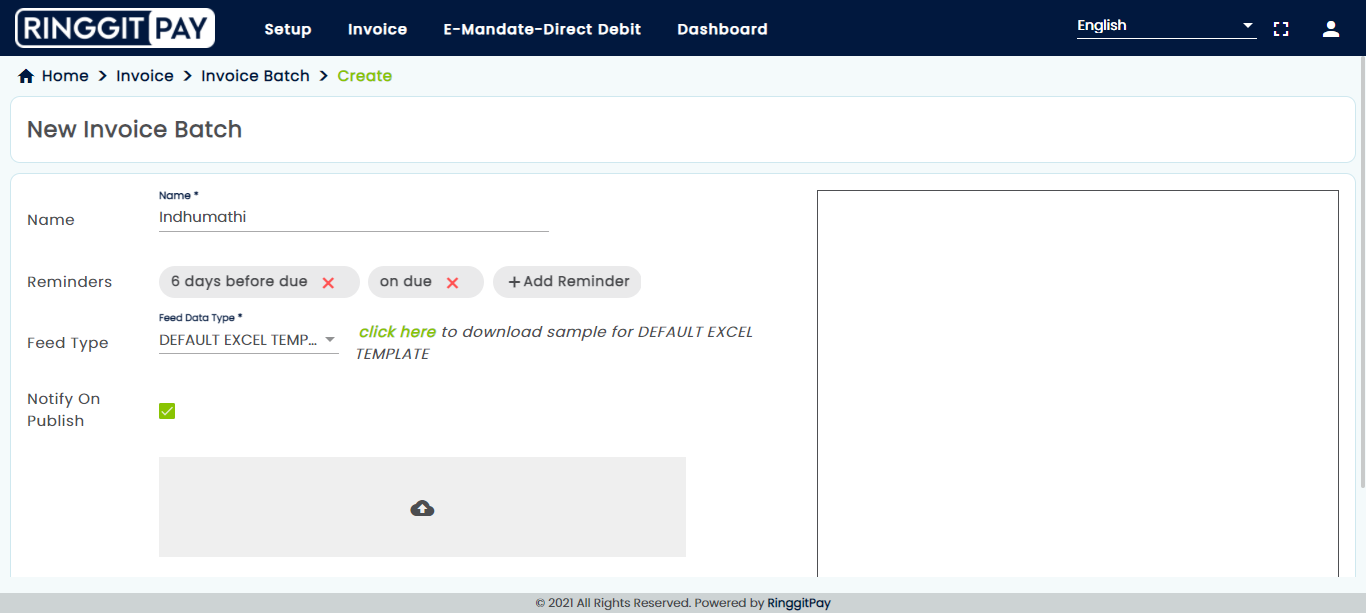 RINGGIT PAY Setup Invoice E-Mandate-Direct Debit Dashboard English
Home > Invoice > Invoice Batch > Create
New Invoice Batch
Name *
Name Indhumathi
Reminders 6 days before due on due +Add Reminder
Feed Data Type *
Feed Type DEFAULT EXCEL TEMP... click here to download sample for DEFAULT EXCEL
TEMPLATE
Notify On
Publish
© 2021 All Rights Reserved. Powered by RinggitPay